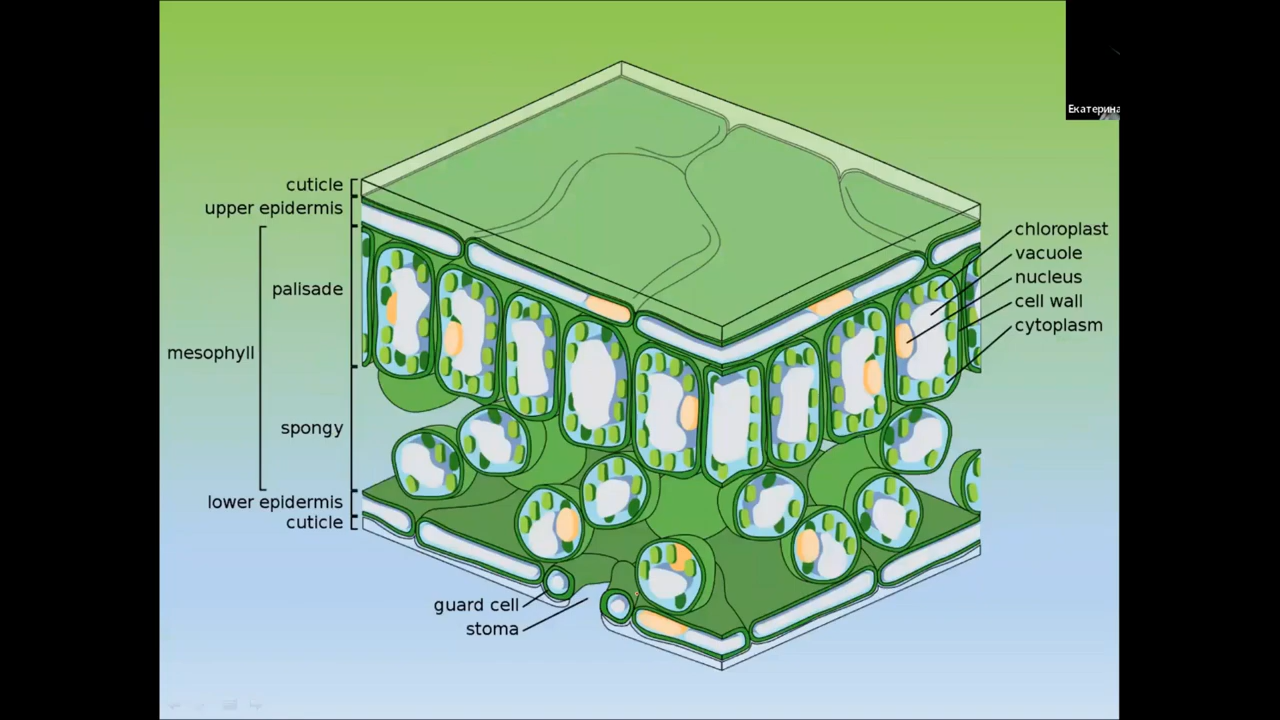 cuticle
upper epidermis
palisade
mesophyll
spongy
lower epidermis
cuticle
guard cell
stoma
chloroplast
vacuole
nucleus
cell wall
cytoplasm
Екатерина